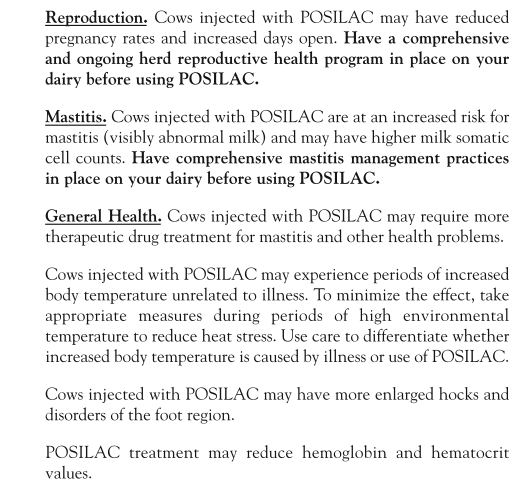 Reproduction. Cows injected with POSILAC may have reduced
pregnancy rates and increased days open. Have a comprehensive
and ongoing herd reproductive health program in place on your
dairy before using POSILAC.
Mastitis. Cows injected with POSILAC are at an increased risk for
mastitis (visibly abnormal milk) and may have higher milk somatic
cell counts. Have comprehensive mastitis management practices
in place on your dairy before using POSILAC.
General Health. Cows injected with POSILAC may require more
therapeutic drug treatment for mastitis and other health problems.
Cows injected with POSILAC may experience periods of increased
body temperature unrelated to illness. To minimize the effect, take
appropriate measures during periods of high environmental
temperature to reduce heat stress. Use care to differentiate whether
increased body temperature is caused by illness or use of POSILAC.
Cows injected with POSILAC may have more enlarged hocks and
disorders of the foot region.
POSILAC treatment may reduce hemoglobin and hematocrit
values.